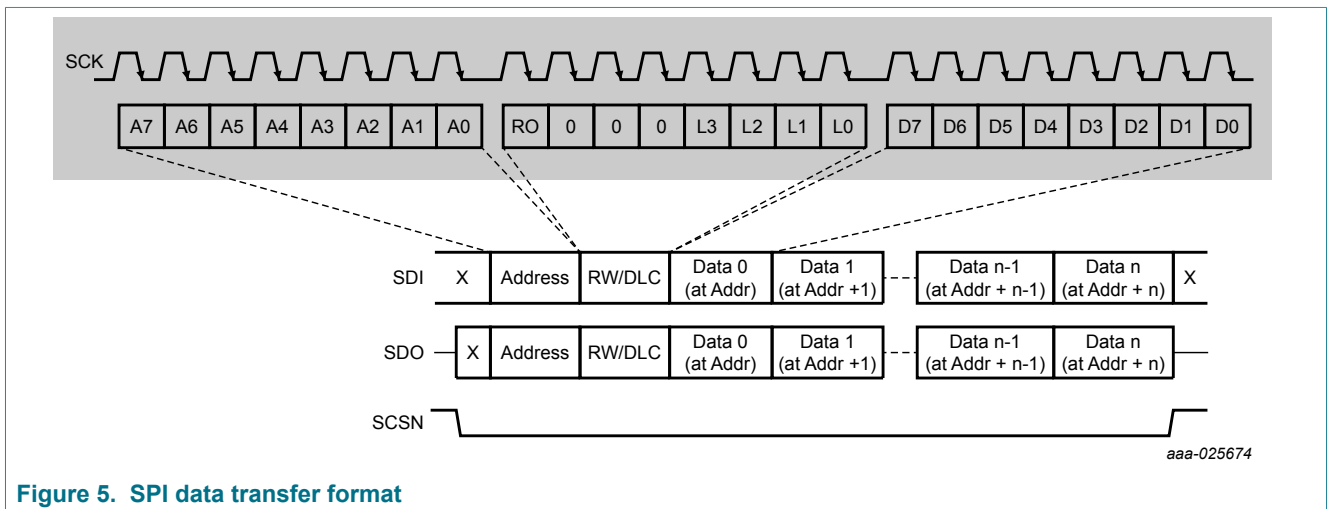 SCK
A7 A6 A5 A4 A3 A2 A1 A0 RO 0 0 0 L3 L2 L1 L0 D7 D6 D5 D4 D3 D2 D1 D0
SDI X Address RW/DLC Data 0 (at Addr) Data 1 (at Addr +1) Data n-1 (at Addr + n-1) Data n (at Addr + n) X
SDO X Address RW/DLC Data 0 (at Addr) Data 1 (at Addr +1) Data n-1 (at Addr + n-1) Data n (at Addr + n)
SCSN
aaa-025674
Figure 5. SPI data transfer format